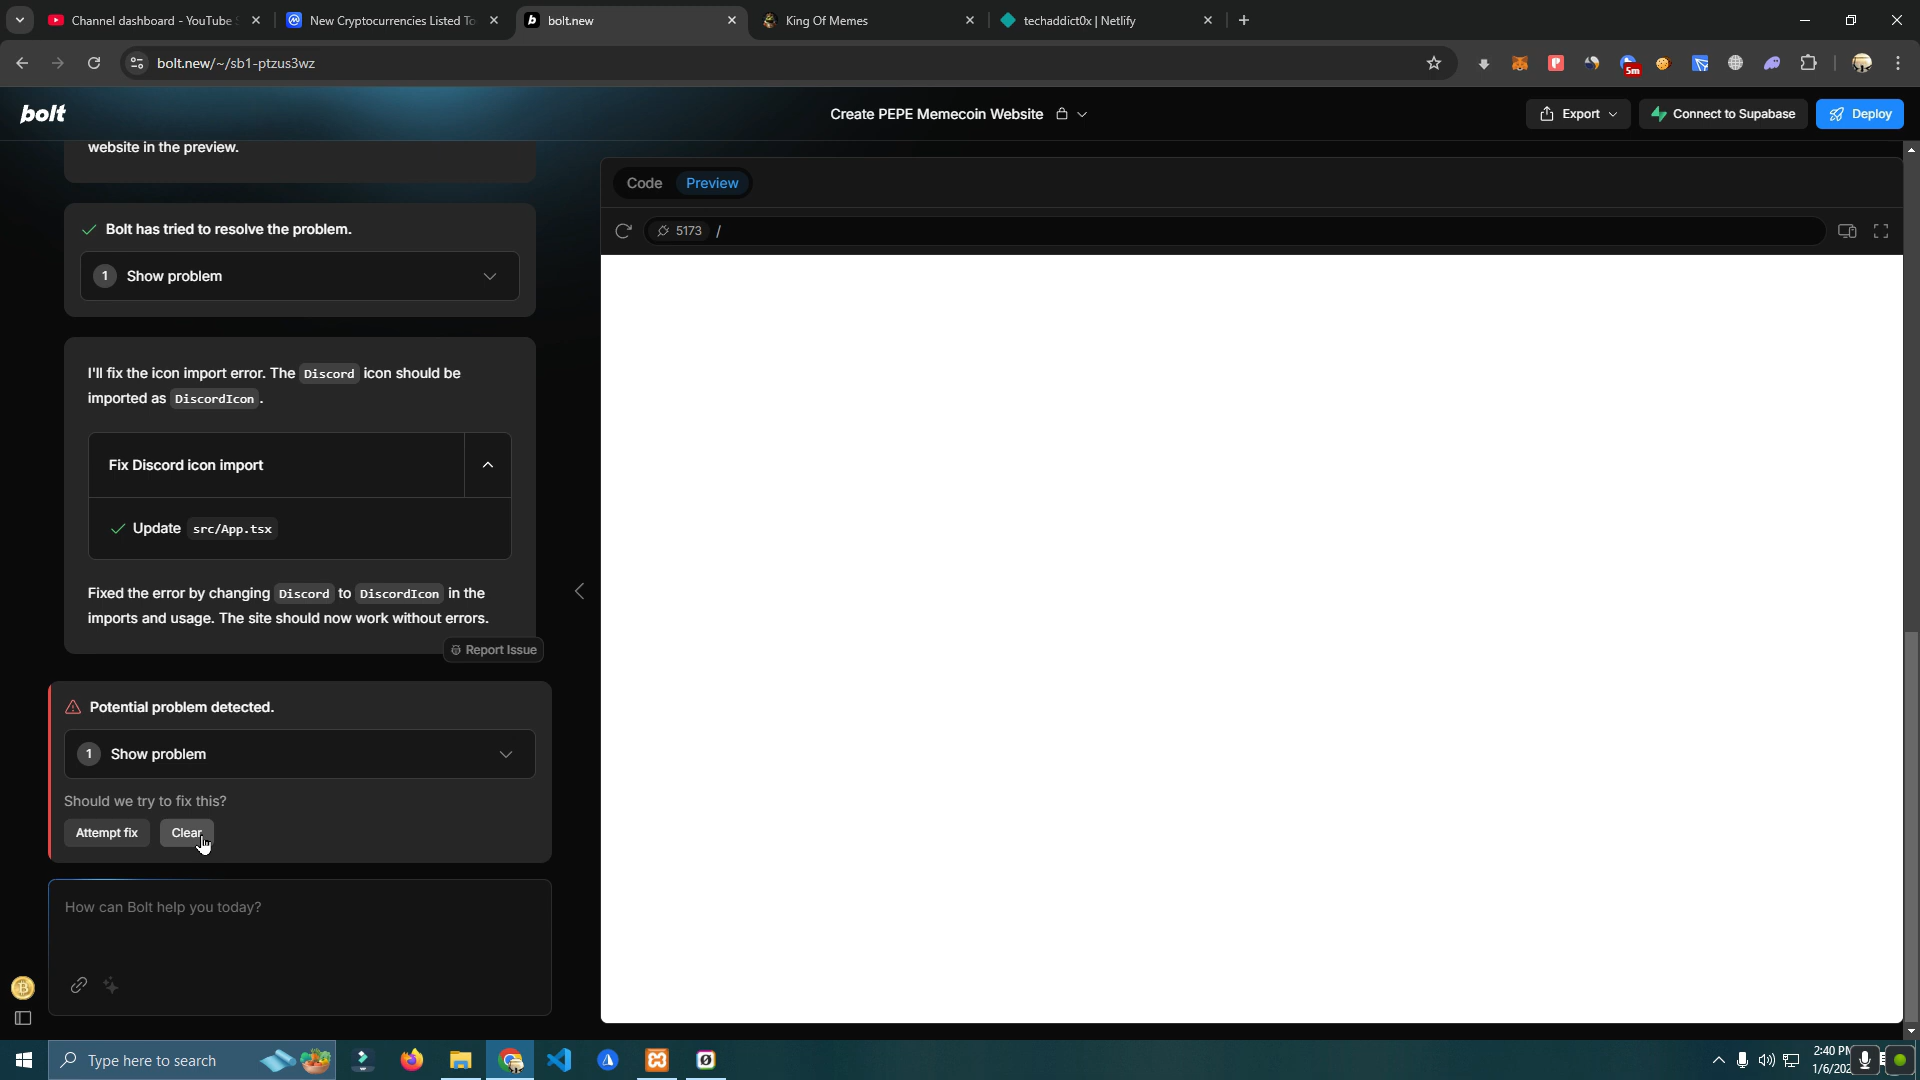 Channel dashboard - YouTube S
New Cryptocurrencies Listed To
bolt.new
King Of Memes
techaddict0x | Netlify
bolt.new/~/sb1-ptzus3wz
5m
bolt
Create PEPE Memecoin Website
Export
Connect to Supabase
Deploy
website in the preview.
Code
Preview
Bolt has tried to resolve the problem.
5173 /
1 Show problem
I'll fix the icon import error. The Discord icon should be
imported as DiscordIcon.
Fix Discord icon import
Update src/App.tsx
Fixed the error by changing Discord to DiscordIcon in the
imports and usage. The site should now work without errors.
Report Issue
Potential problem detected.
1 Show problem
Should we try to fix this?
Attempt fix
Clear
How can Bolt help you today?
Type here to search
2:40 PM
1/6/202